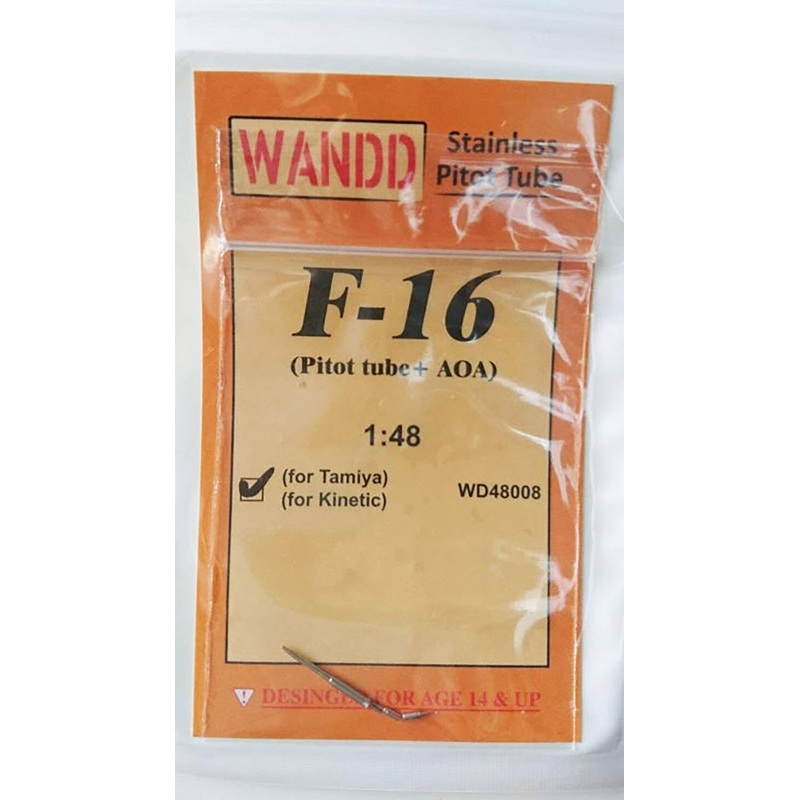 WANDD
Stainless
Pitot Tube
F-16
(Pitot tube+ AOA)
1:48
(for Tamiya)
(for Kinetic)
WD48008
! DESINGED FOR AGE 14 & UP